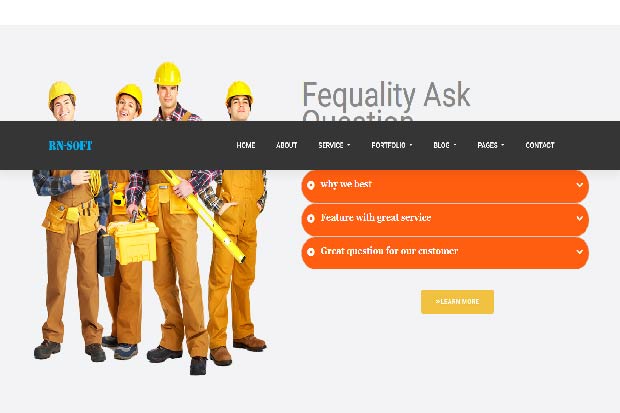 Fequality Ask
Question
RN-SOFT
HOME ABOUT SERVICE PORTFOLIO BLOG PAGES CONTACT
why we best
Feature with great service
Great question for our customer
» LEARN MORE